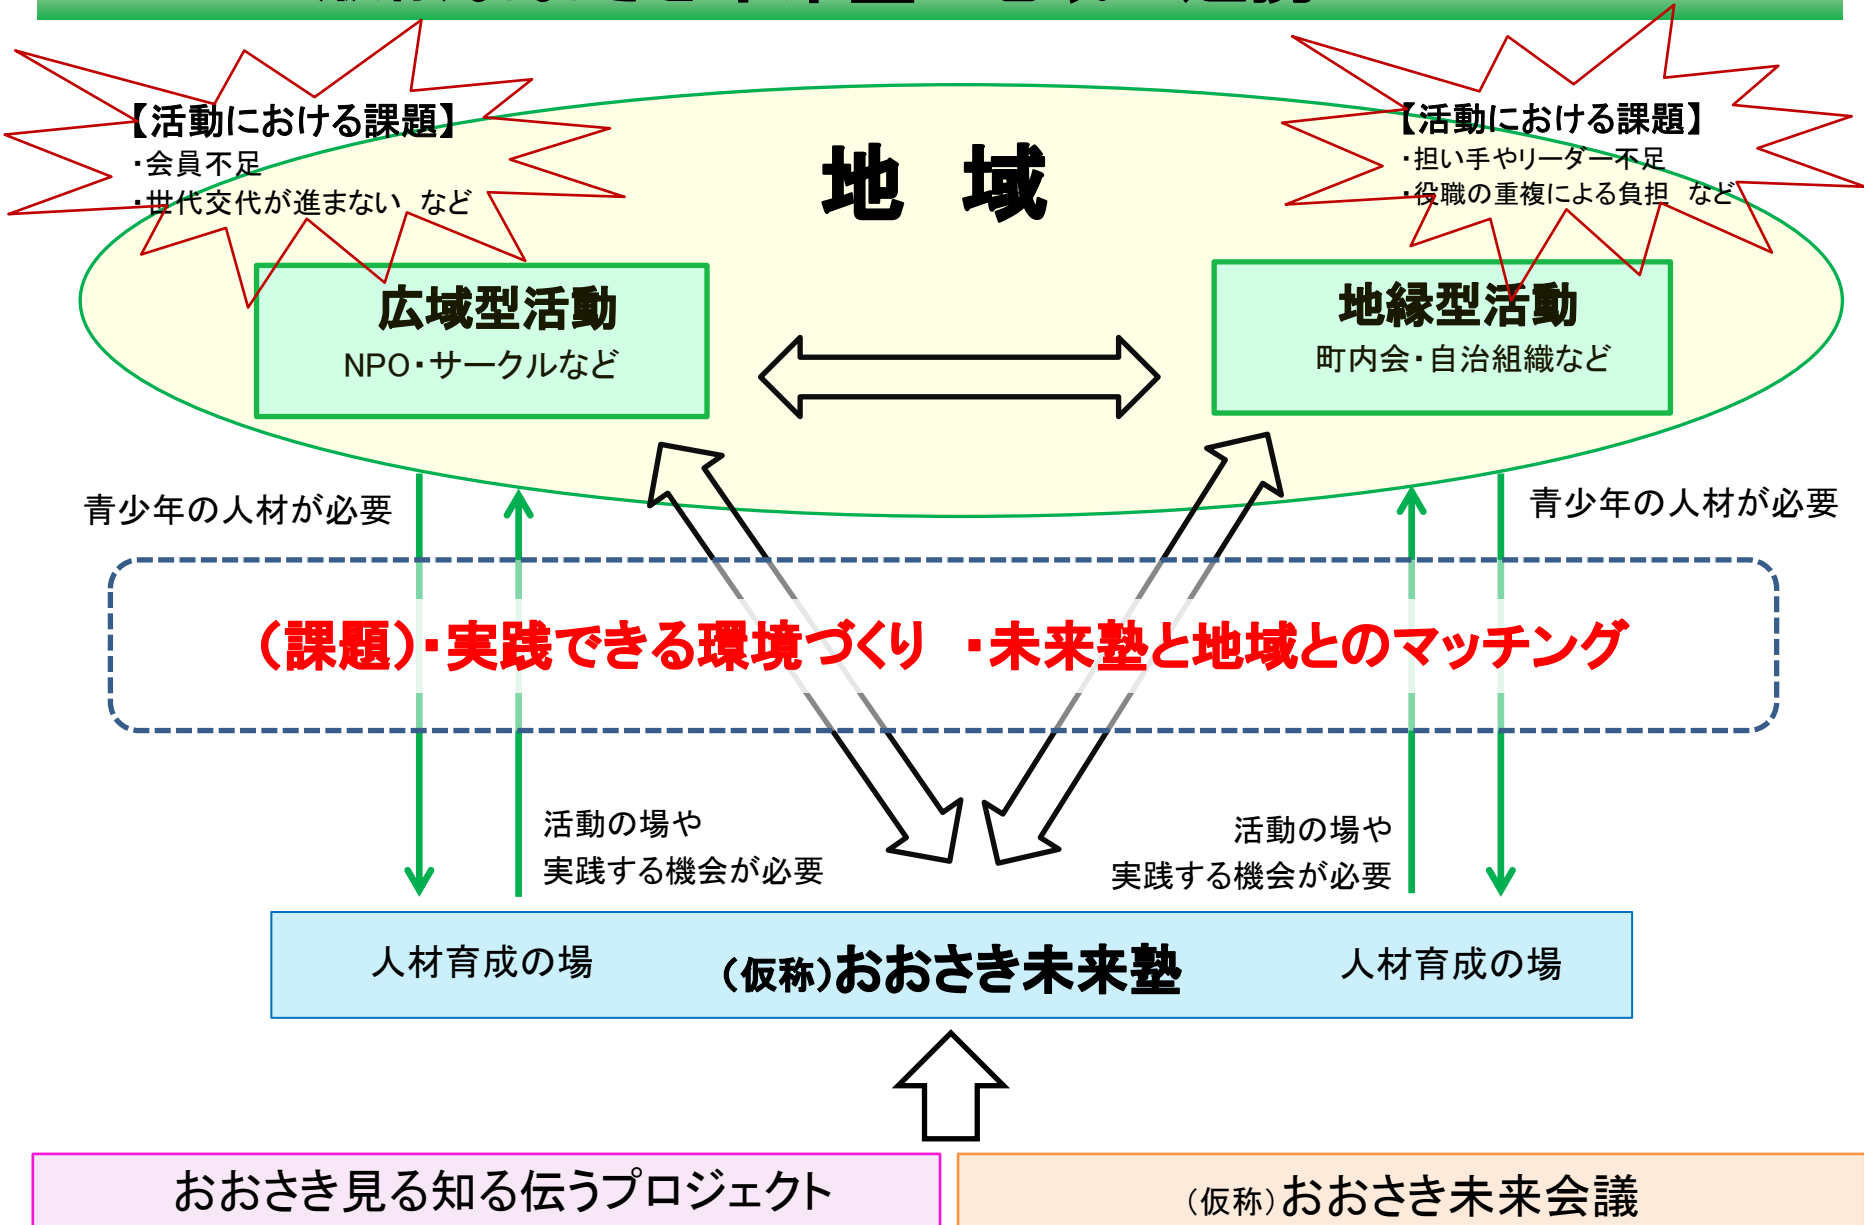 【活動における課題】
・会員不足
・世代交代が進まない など
【活動における課題】
・担い手やリーダー不足
・役職の重複による負担 など
地 域
広域型活動
NPO・サークルなど
地縁型活動
町内会・自治組織など
青少年の人材が必要
青少年の人材が必要
（課題）・実践できる環境づくり ・未来塾と地域とのマッチング
活動の場や
実践する機会が必要
活動の場や
実践する機会が必要
人材育成の場
（仮称）おおさき未来塾
人材育成の場
おおさき見る知る伝うプロジェクト
（仮称）おおさき未来会議